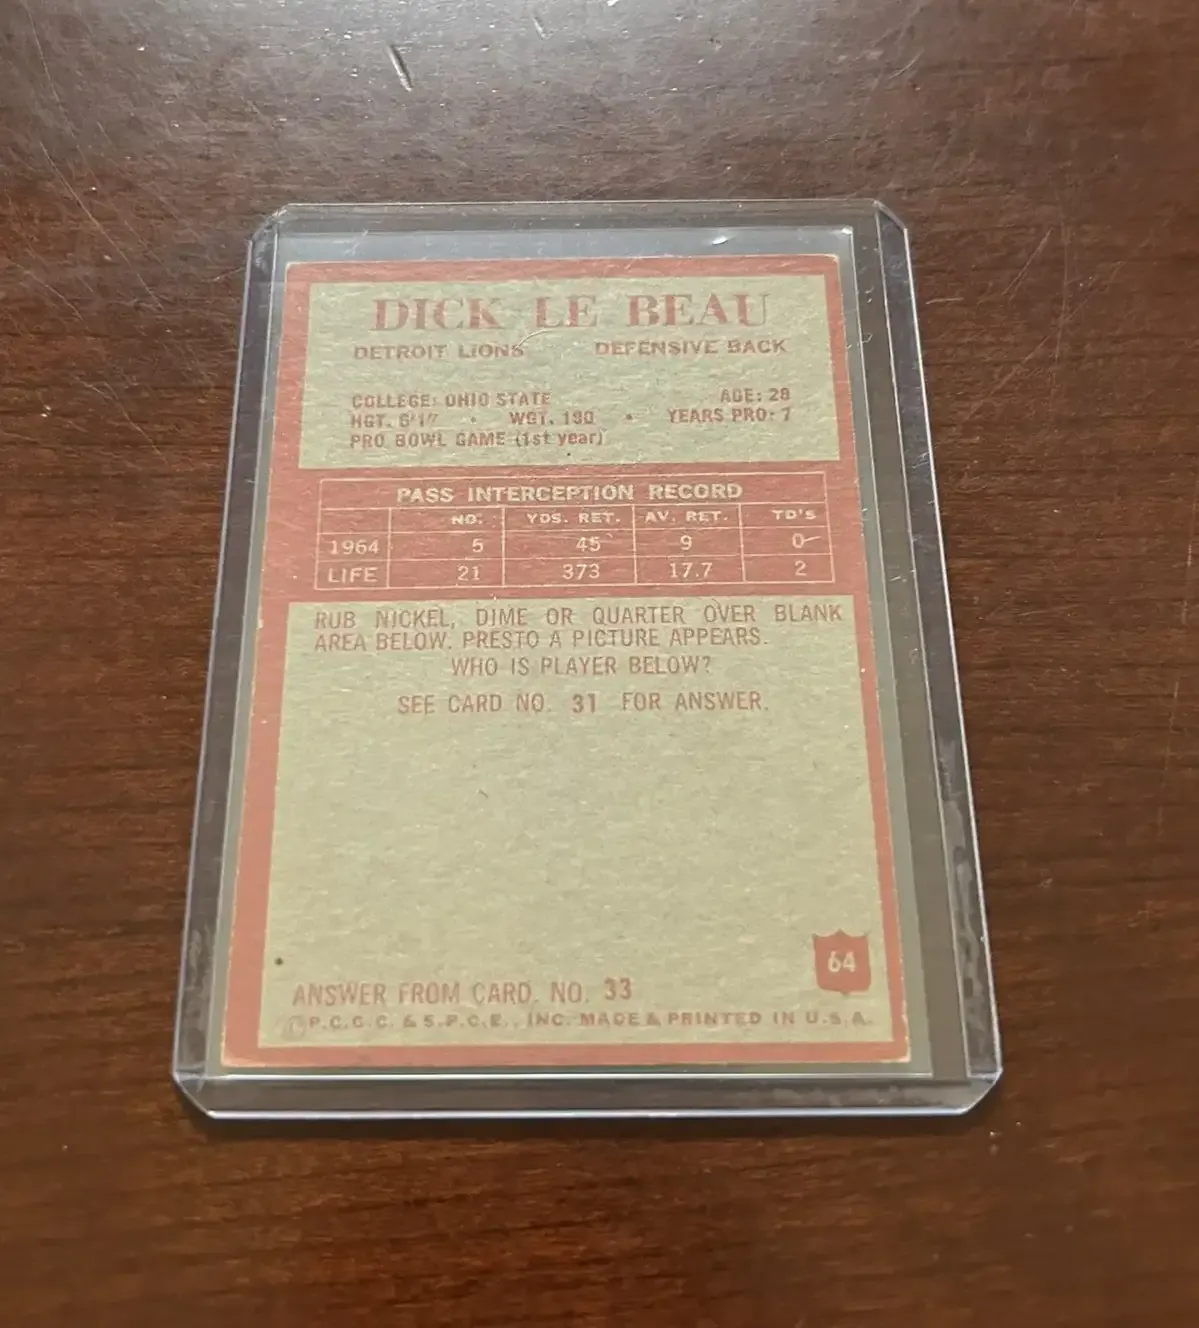 DICK LE BEAU
DETROIT LIONS DEFENSIVE BACK
COLLEGE: OHIO STATE AGE: 28
HGT. 6'1" • WGT. 190 • YEARS PRO: 7
PRO BOWL GAME (1st year)
PASS INTERCEPTION RECORD
NO. YDS. RET. AV. RET. TD'S
1964 5 45 9 0
LIFE 21 373 17.7 2
RUB NICKEL, DIME OR QUARTER OVER BLANK
AREA BELOW. PRESTO A PICTURE APPEARS.
WHO IS PLAYER BELOW?
SEE CARD NO. 31 FOR ANSWER.
64
ANSWER FROM CARD. NO. 33
© P.C.G.C. & S.P.C.E., INC. MADE & PRINTED IN U.S.A.